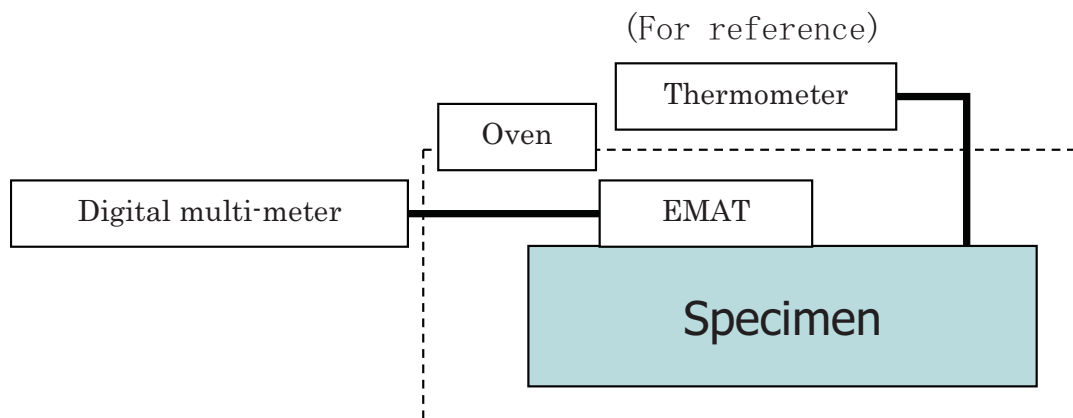 (For reference)
Thermometer
Oven
Digital multi-meter
EMAT
Specimen